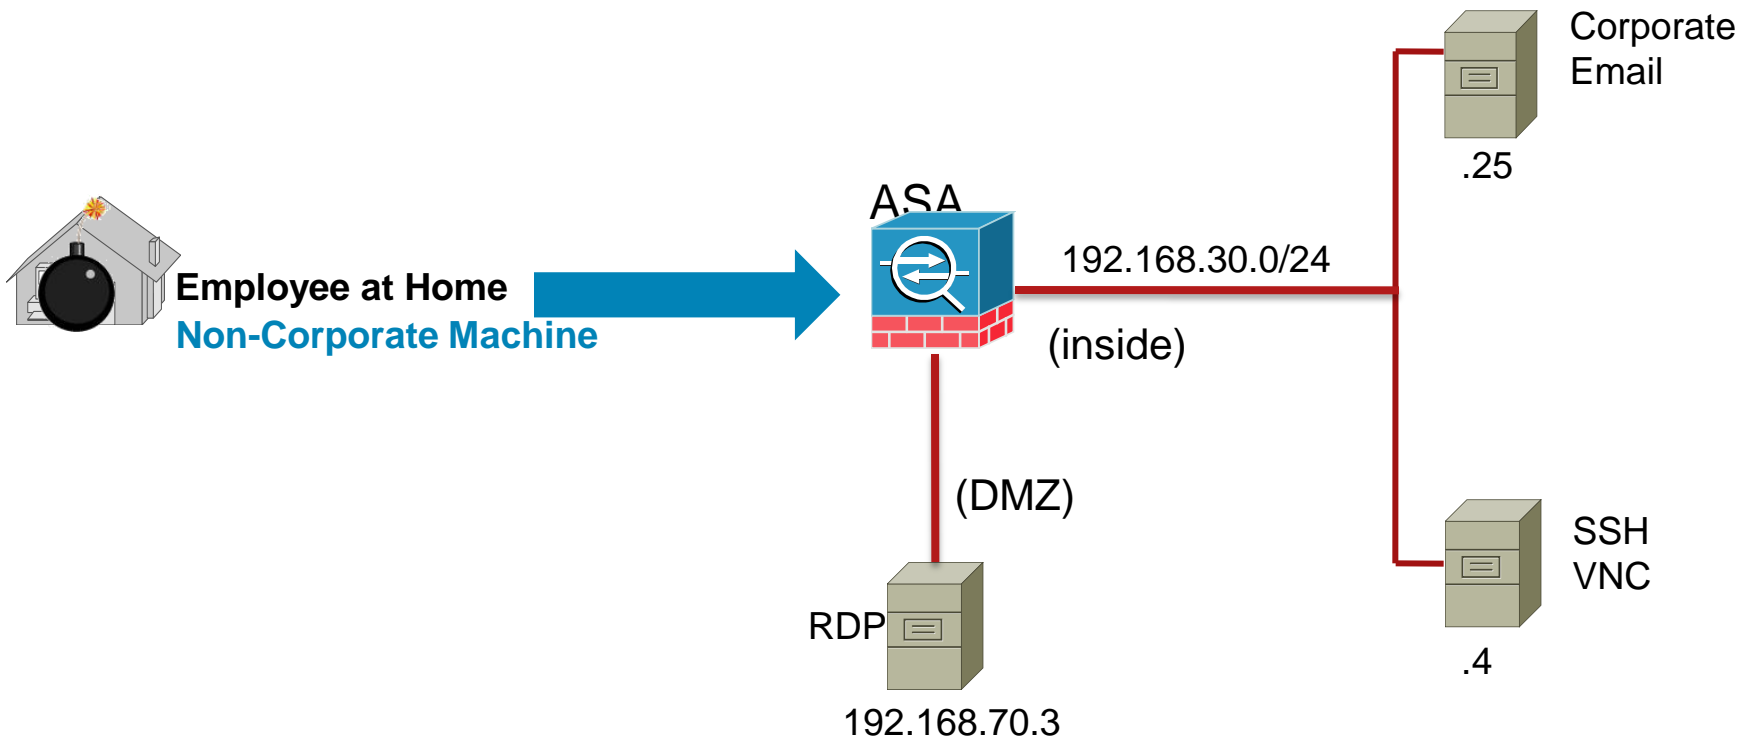 Corporate
Email
.25
ASA
192.168.30.0/24
Employee at Home
Non-Corporate Machine
(inside)
(DMZ)
SSH
VNC
RDP
.4
192.168.70.3